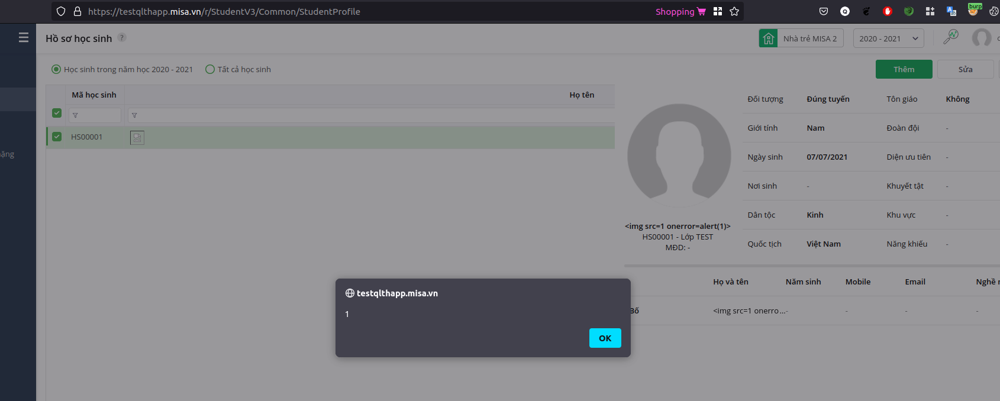 https://testqlthapp.misa.vn/r/StudentV3/Common/StudentProfile Shopping burp
Hồ sơ học sinh ? Nhà trẻ MISA 2 2020 - 2021
Học sinh trong năm học 2020 - 2021 Tất cả học sinh Thêm Sửa
Mã học sinh Họ tên
HS00001
Đối tượng Đúng tuyến Tôn giáo Không
Giới tính Nam Đoàn đội -
Ngày sinh 07/07/2021 Diện ưu tiên -
Nơi sinh - Khuyết tật -
Dân tộc Kinh Khu vực -
Quốc tịch Việt Nam Năng khiếu -
<img src=1 onerror=alert(1)>
HS00001 - Lớp TEST
MĐD: -
Họ và tên Năm sinh Mobile Email Nghề
Bố <img src=1 onerro...- - - -
testqlthapp.misa.vn
1
OK